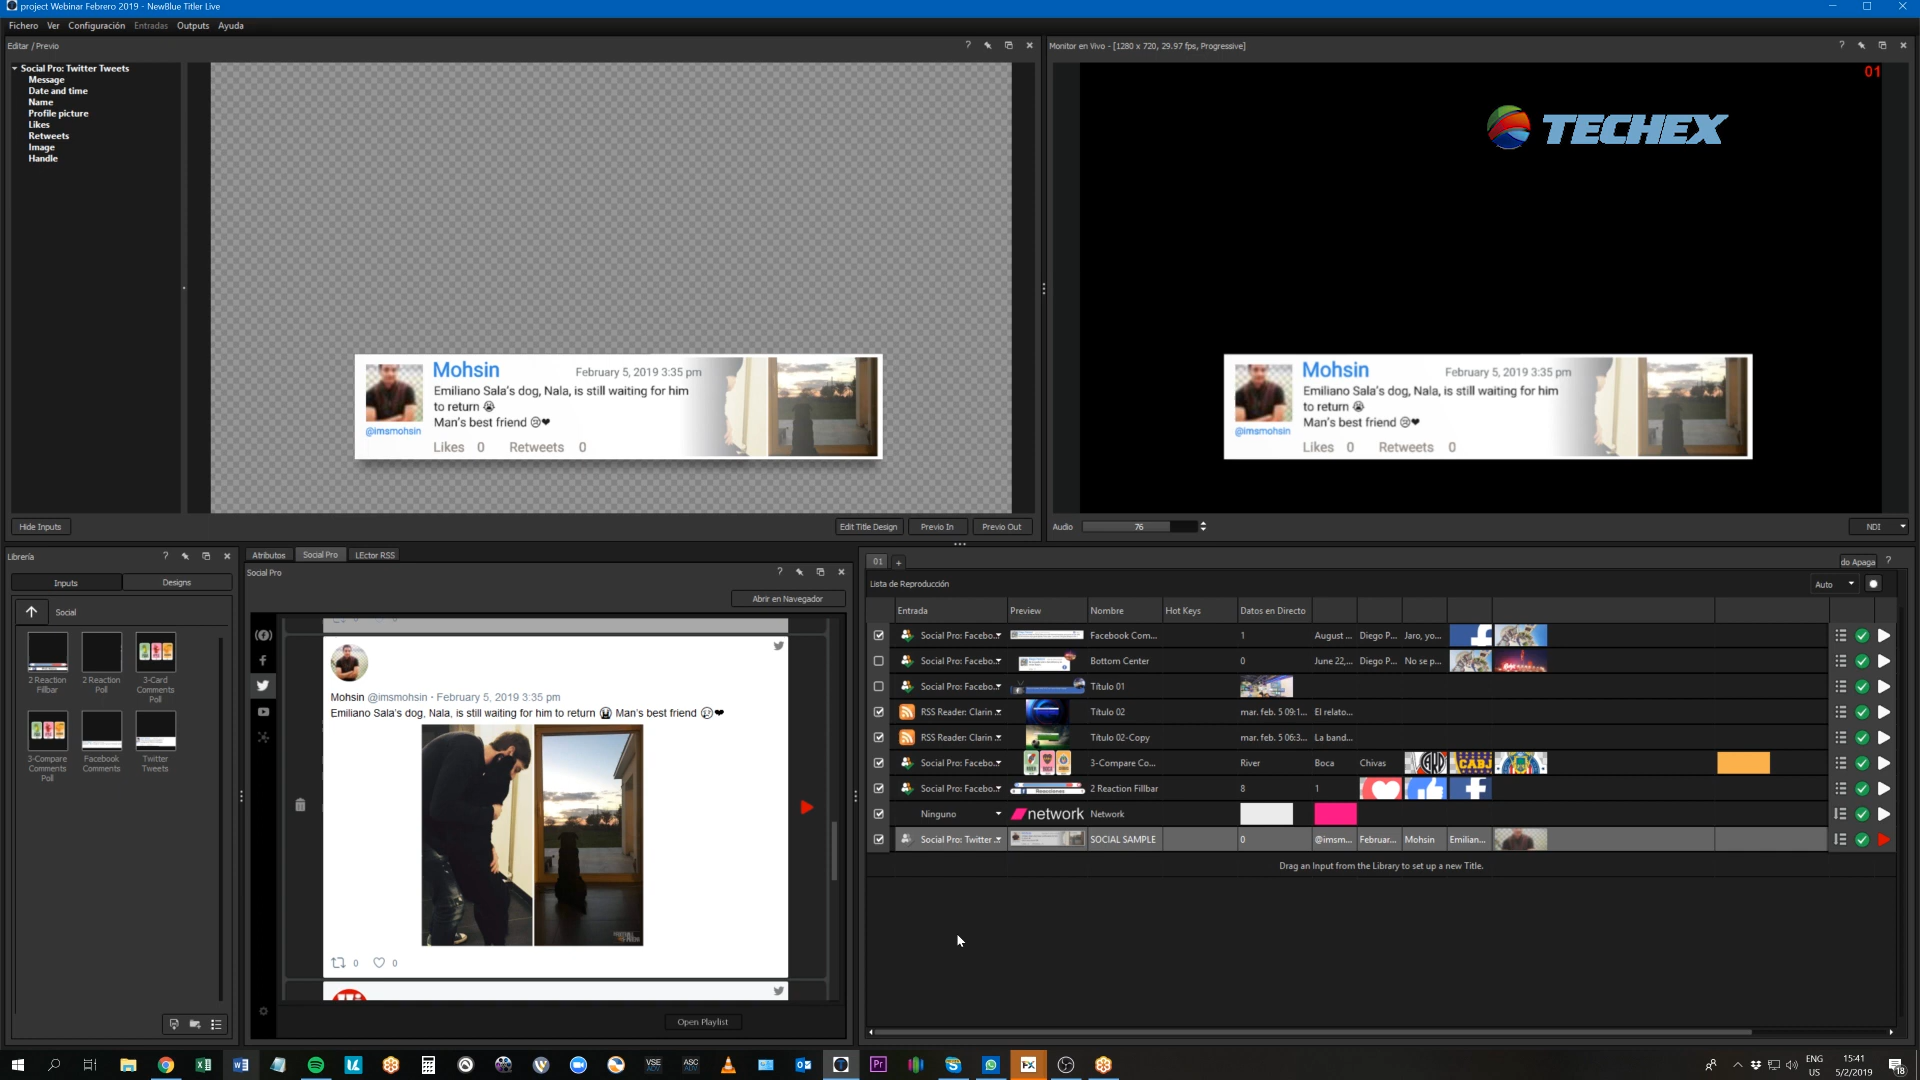 project Webinar Febrero 2019 - NewBlue Titler Live
Fichero Ver Configuración Entradas Outputs Ayuda
Editar / Previo
Social Pro: Twitter Tweets
Message
Date and time
Name
Profile picture
Likes
Retweets
Image
Handle
Mohsin
February 5, 2019 3:35 pm
Emiliano Sala's dog, Nala, is still waiting for him
to return 😭
Man's best friend 😢❤
@imsmohsin
Likes 0 Retweets 0
Hide Inputs
Edit Title Design
Previo In
Previo Out
Monitor en Vivo - [1280 x 720, 29.97 fps, Progressive]
01
TECHEX
Mohsin
February 5, 2019 3:35 pm
Emiliano Sala's dog, Nala, is still waiting for him
to return 😭
Man's best friend 😢❤
@imsmohsin
Likes 0 Retweets 0
Audio 76
NDI
Librería
Inputs Designs
Social
2 Reaction Fillbar
2 Reaction Poll
3-Card Comments Poll
3-Compare Comments Poll
Facebook Comments
Twitter Tweets
Atributos Social Pro LEctor RSS
Social Pro
Abrir en Navegador
Mohsin @imsmohsin · February 5, 2019 3:35 pm
Emiliano Sala's dog, Nala, is still waiting for him to return 😭 Man's best friend 😢❤
0 0
Open Playlist
01 +
do Apaga ?
Lista de Reproducción
Auto
Entrada Preview Nombre Hot Keys Datos en Directo
Social Pro: Facebo... Facebook Com... 1 August ... Diego P... Jaro, yo...
Social Pro: Facebo... Bottom Center 0 June 22,... Diego P... No se p...
Social Pro: Facebo... Título 01
RSS Reader: Clarin Título 02 mar. feb. 5 09:1... El relato...
RSS Reader: Clarin Título 02-Copy mar. feb. 5 06:3... La band...
Social Pro: Facebo... 3-Compare Co... River Boca Chivas CABJ
Social Pro: Facebo... Reacciones 2 Reaction Fillbar 8 1
Ninguno network Network
Social Pro: Twitter ... SOCIAL SAMPLE 0 @imsm... Februar... Mohsin Emilian...
Drag an Input from the Library to set up a new Title.
VSE ADV
ASC ADV
Pr
FX
ENG
US
15:41
5/2/2019
18